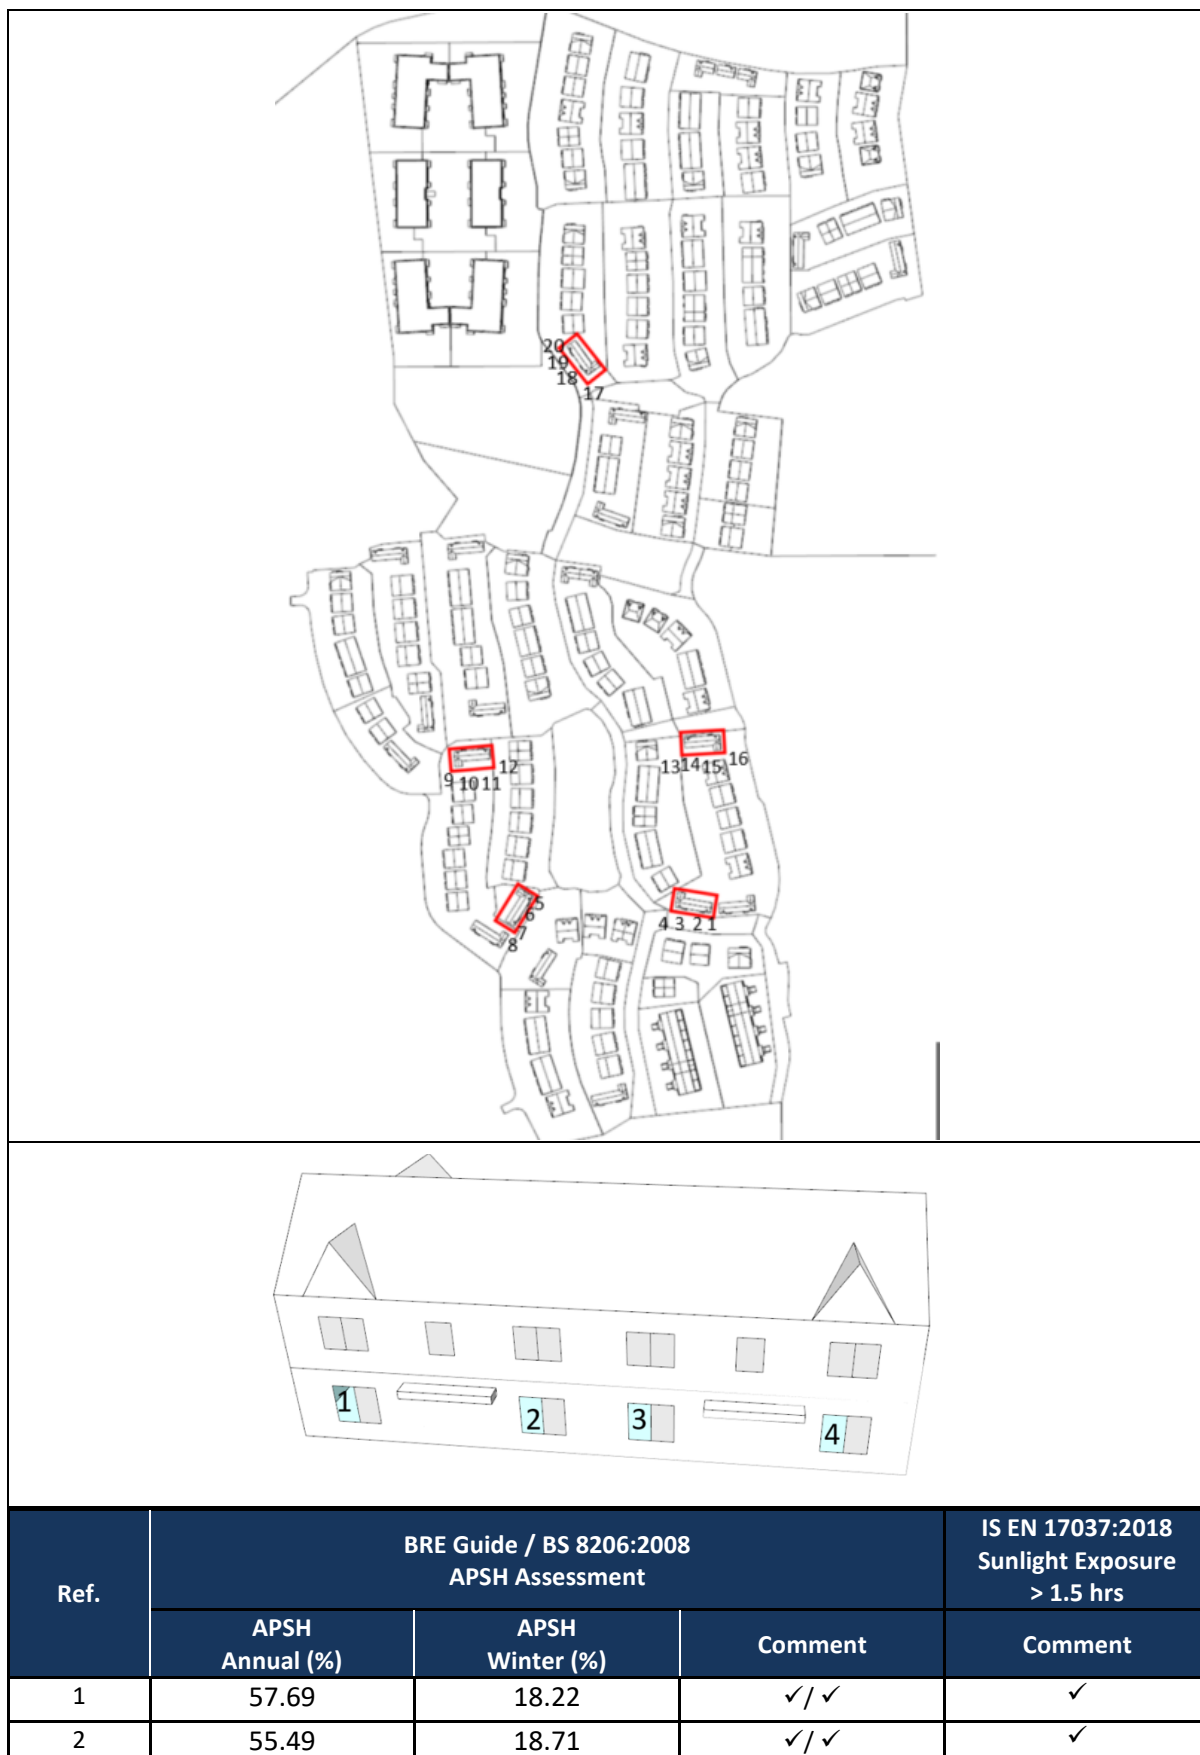 20
19
18
17
12
9 10 11
13 14 15 16
5
6
7
8
4 3 2 1
1
2
3
4
Ref.
BRE Guide / BS 8206:2008
APSH Assessment
IS EN 17037:2018
Sunlight Exposure
> 1.5 hrs
APSH
Annual (%)
APSH
Winter (%)
Comment
Comment
1 57.69 18.22 ✓/ ✓ ✓
2 55.49 18.71 ✓/ ✓ ✓